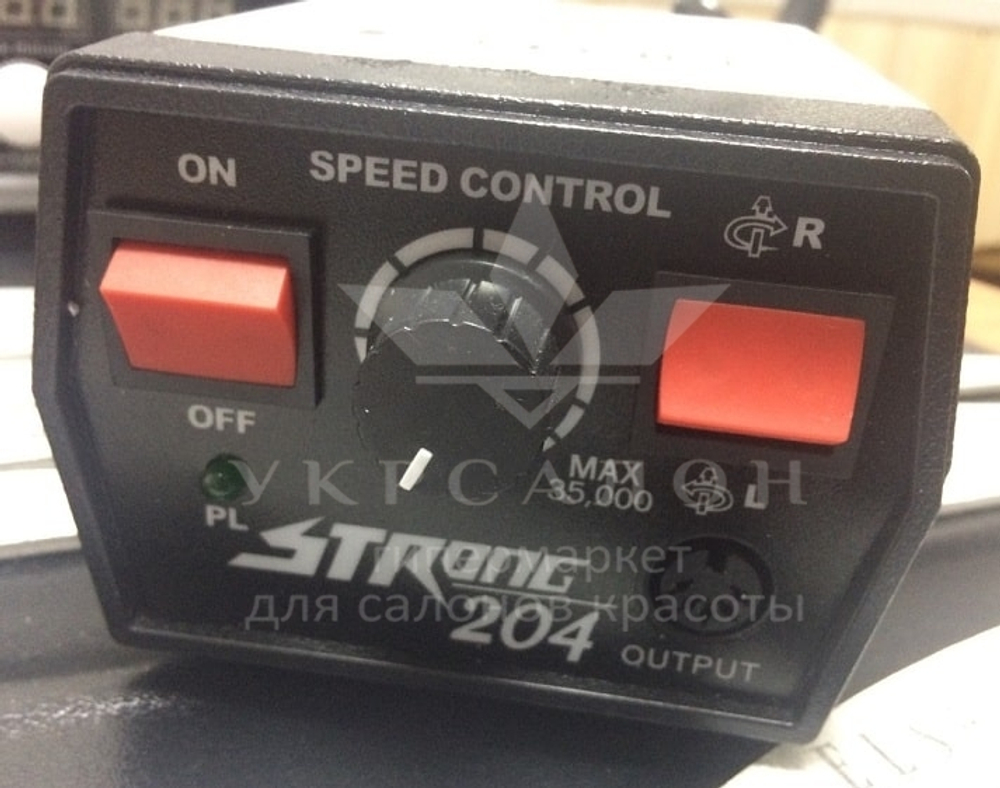 ON
SPEED CONTROL
R
OFF
MAX
35,000
L
УКРСАЛОН
PL
STRONG
204
гипермаркет
для салонов красоты
OUTPUT